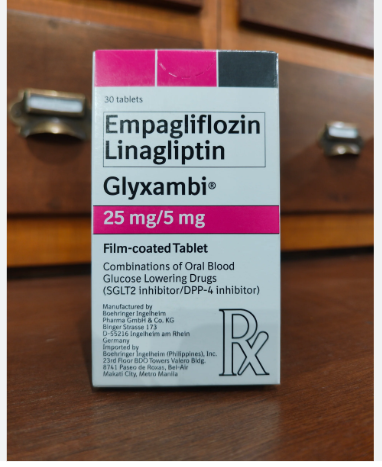 30 tablets
Empagliflozin
Linagliptin
Glyxambi®
25 mg/5 mg
Film-coated Tablet
Combinations of Oral Blood
Glucose Lowering Drugs
(SGLT2 inhibitor/DPP-4 inhibitor)
Manufactured by
Boehringer Ingelheim
Pharma GmbH & Co. KG
Binger Strasse 173
D-55216 Ingelheim am Rhein
Germany
Imported by
Boehringer Ingelheim (Philippines), Inc.
23rd Floor BDO Towers Valero Bldg.
8741 Paseo de Roxas, Bel-Air
Makati City, Metro Manila
Rx